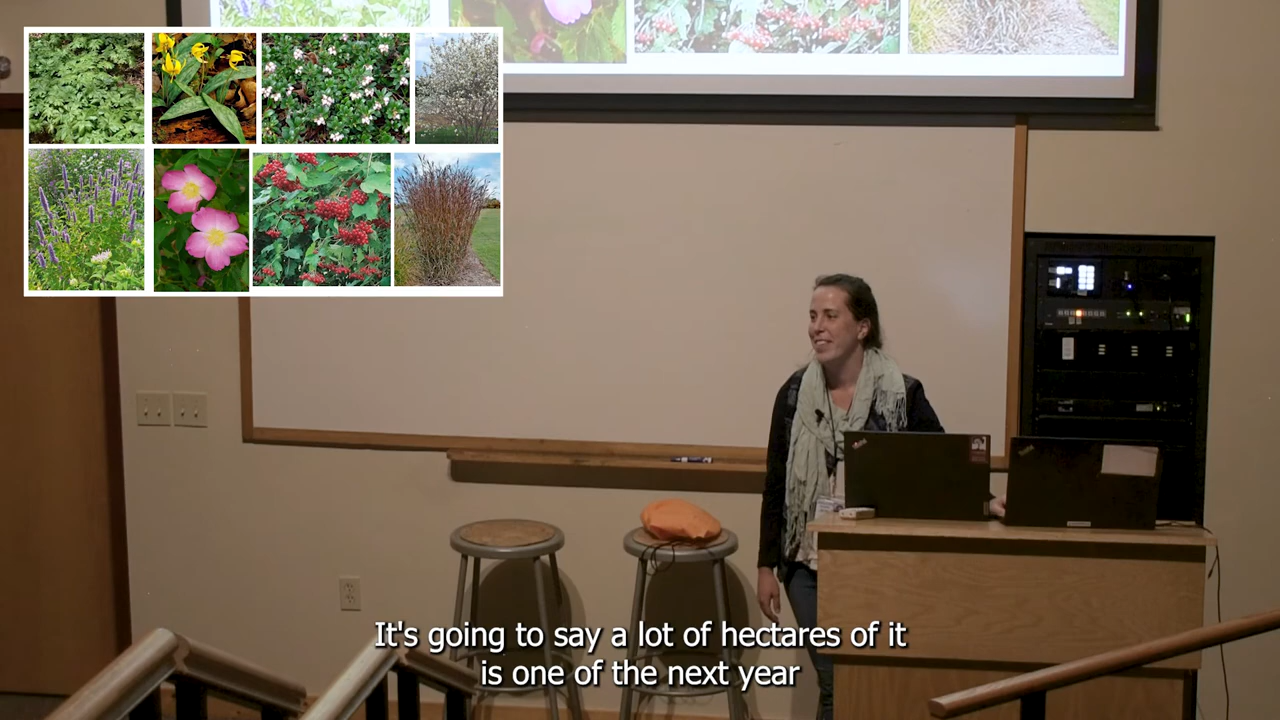 It's going to say a lot of hectares of it
is one of the next year